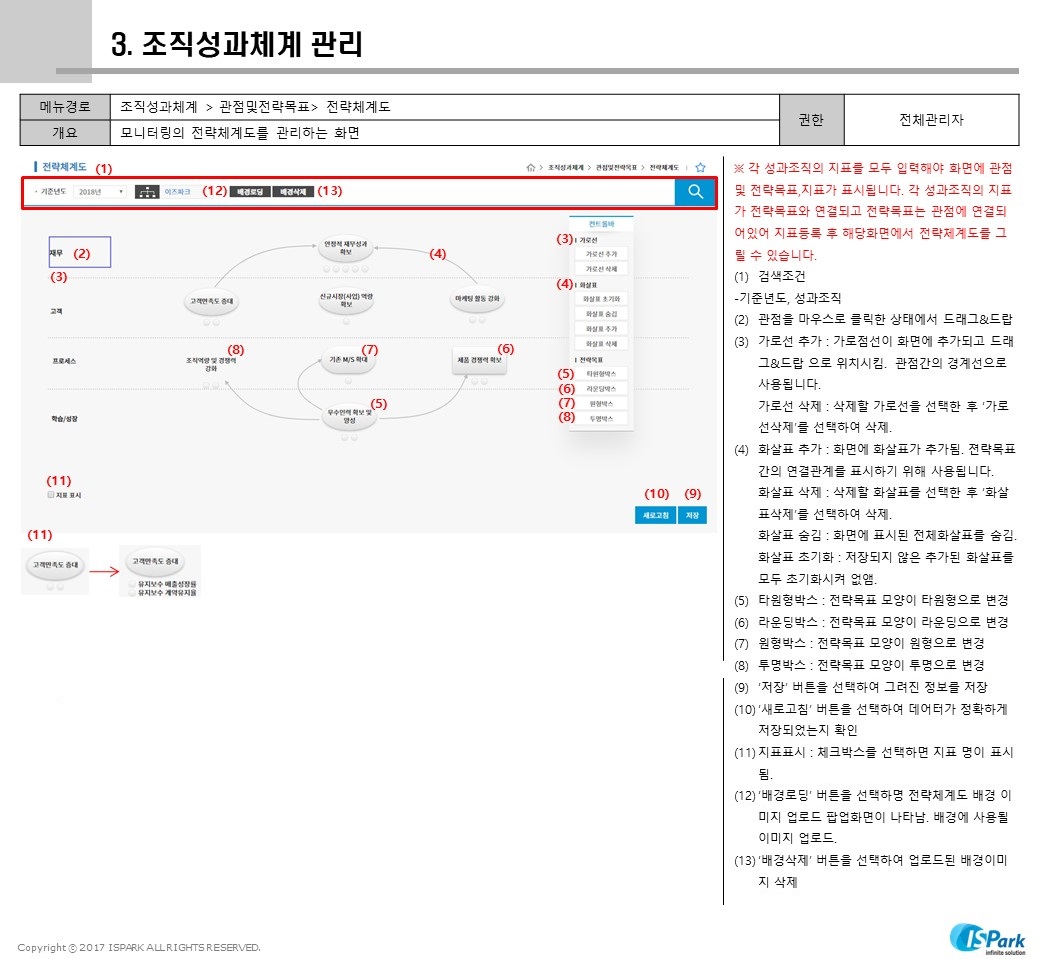 3. 조직성과체계 관리
메뉴경로
조직성과체계 > 관점및전략목표> 전략체계도
개요
모니터링의 전략체계도를 관리하는 화면
권한
전체관리자
전략체계도 (1)
조직성과체계 > 관점및전략목표 > 전략체계도
기준년도 2018년 이즈파크 (12) 배경로딩 배경삭제 (13)
컨트롤바
(3) 가로선
가로선 추가
가로선 삭제
(4) 화살표
화살표 초기화
화살표 숨김
화살표 추가
화살표 삭제
전략목표
(5) 타원형박스
(6) 라운딩박스
(7) 원형박스
(8) 투명박스
재무 (2)
(3)
안정적 재무성과
확보
(4)
고객
고객만족도 증대
신규시장(사업) 역량
확보
마케팅 활동 강화
프로세스
조직역량 및 경쟁력
강화
(8)
기존 M/S 확대
(7)
제품 경쟁력 확보
(6)
학습/성장
우수인력 확보 및
양성
(5)
(11)
지표 표시
(10) (9)
새로고침 저장
(11)
고객만족도 증대
고객만족도 증대
유지보수 매출성장률
유지보수 계약유지율
※ 각 성과조직의 지표를 모두 입력해야 화면에 관점
및 전략목표,지표가 표시됩니다. 각 성과조직의 지표
가 전략목표와 연결되고 전략목표는 관점에 연결되
어있어 지표등록 후 해당화면에서 전략체계도를 그
릴 수 있습니다.
(1) 검색조건
-기준년도, 성과조직
(2) 관점을 마우스로 클릭한 상태에서 드래그&드랍
(3) 가로선 추가 : 가로점선이 화면에 추가되고 드래
그&드랍 으로 위치시킴. 관점간의 경계선으로
사용됩니다.
가로선 삭제 : 삭제할 가로선을 선택한 후 '가로
선삭제'를 선택하여 삭제.
(4) 화살표 추가 : 화면에 화살표가 추가됨. 전략목표
간의 연결관계를 표시하기 위해 사용됩니다.
화살표 삭제 : 삭제할 화살표를 선택한 후 '화살
표삭제'를 선택하여 삭제.
화살표 숨김 : 화면에 표시된 전체화살표를 숨김.
화살표 초기화 : 저장되지 않은 추가된 화살표를
모두 초기화시켜 없앰.
(5) 타원형박스 : 전략목표 모양이 타원형으로 변경
(6) 라운딩박스 : 전략목표 모양이 라운딩으로 변경
(7) 원형박스 : 전략목표 모양이 원형으로 변경
(8) 투명박스 : 전략목표 모양이 투명으로 변경
(9) '저장' 버튼을 선택하여 그려진 정보를 저장
(10) '새로고침' 버튼을 선택하여 데어터가 정확하게
저장되었는지 확인
(11) 지표표시 : 체크박스를 선택하면 지표 명이 표시
됨.
(12) '배경로딩' 버튼을 선택하명 전략체계도 배경 이
미지 업로드 팝업화면이 나타남. 배경에 사용될
이미지 업로드.
(13) '배경삭제' 버튼을 선택하여 업로드된 배경이미
지 삭제
Copyright ⓒ 2017 ISPARK ALL RIGHTS RESERVED.
ISPark
infinite solution